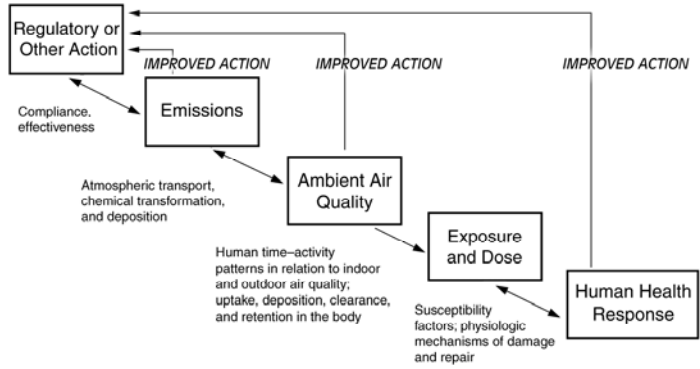 Regulatory or
Other Action
IMPROVED ACTION
IMPROVED ACTION
IMPROVED ACTION
Compliance,
effectiveness
Emissions
Atmospheric transport,
chemical transformation,
and deposition
Ambient Air
Quality
Human time–activity
patterns in relation to indoor
and outdoor air quality;
uptake, deposition, clearance,
and retention in the body
Exposure
and Dose
Susceptibility
factors; physiologic
mechanisms of damage
and repair
Human Health
Response